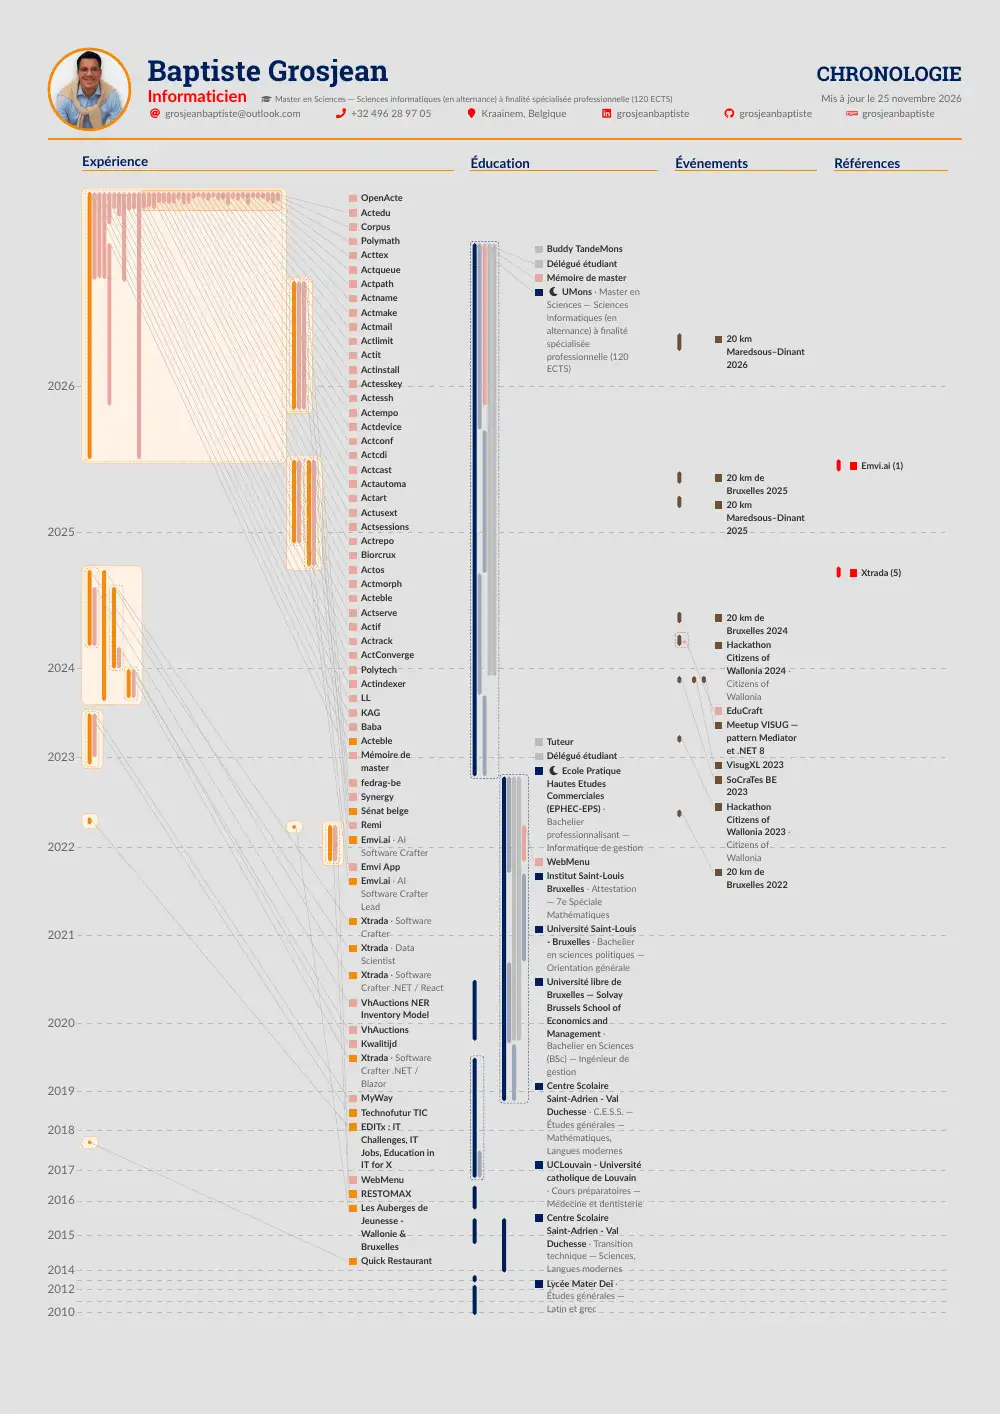 Baptiste Grosjean
CHRONOLOGIE
Informaticien
Master en Sciences — Sciences informatiques (en alternance) à finalité spécialisée professionnelle (120 ECTS)
Mis à jour le 25 novembre 2026
grosjeanbaptiste@outlook.com
+32 496 28 97 05
Kraainem, Belgique
grosjeanbaptiste
grosjeanbaptiste
grosjeanbaptiste
Expérience
Éducation
Événements
Références
2026
2025
2024
2023
2022
2021
2020
2019
2018
2017
2016
2015
2014
2012
2010
OpenActe
Actedu
Corpus
Polymath
Acttex
Actqueue
Actpath
Actname
Actmake
Actmail
Actlimit
Actit
Actinstall
Actesskey
Actessh
Actempo
Actdevice
Actconf
Actcdi
Actcast
Actautoma
Actart
Actusext
Actsessions
Actrepo
Biorcrux
Actos
Actmorph
Acteble
Actserve
Actif
Actrack
ActConverge
Polytech
Actindexer
LL
KAG
Baba
Acteble
Mémoire de
master
fedrag-be
Synergy
Sénat belge
Remi
Emvi.ai · AI
Software Crafter
Emvi App
Emvi.ai · AI
Software Crafter
Lead
Xtrada · Software
Crafter
Xtrada · Data
Scientist
Xtrada · Software
Crafter .NET / React
VhAuctions NER
Inventory Model
VhAuctions
Kwalitijd
Xtrada · Software
Crafter .NET /
Blazor
MyWay
Technofutur TIC
EDITx : IT
Challenges, IT
Jobs, Education in
IT for X
WebMenu
RESTOMAX
Les Auberges de
Jeunesse -
Wallonie &
Bruxelles
Quick Restaurant
Buddy TandeMons
Délégué étudiant
Mémoire de master
UMons · Master en
Sciences — Sciences
informatiques (en
alternance) à finalité
spécialisée
professionnelle (120
ECTS)
Tuteur
Délégué étudiant
Ecole Pratique
Hautes Etudes
Commerciales
(EPHEC-EPS) ·
Bachelier
professionnalisant —
Informatique de gestion
WebMenu
Institut Saint-Louis
Bruxelles · Attestation
— 7e Spéciale
Mathématiques
Université Saint-Louis
- Bruxelles · Bachelier
en sciences politiques —
Orientation générale
Université libre de
Bruxelles — Solvay
Brussels School of
Economics and
Management ·
Bachelier en Sciences
(BSc) — Ingénieur de
gestion
Centre Scolaire
Saint-Adrien - Val
Duchesse · C.E.S.S. —
Études générales —
Mathématiques,
Langues modernes
UCLouvain - Université
catholique de Louvain
· Cours préparatoires —
Médecine et dentisterie
Centre Scolaire
Saint-Adrien - Val
Duchesse · Transition
technique — Sciences,
Langues modernes
Lycée Mater Dei ·
Études générales —
Latin et grec
20 km
Maredsous–Dinant
2026
20 km de
Bruxelles 2025
20 km
Maredsous–Dinant
2025
20 km de
Bruxelles 2024
Hackathon
Citizens of
Wallonia 2024 ·
Citizens of
Wallonia
EduCraft
Meetup VISUG —
pattern Mediator
et .NET 8
VisugXL 2023
SoCraTes BE
2023
Hackathon
Citizens of
Wallonia 2023 ·
Citizens of
Wallonia
20 km de
Bruxelles 2022
Emvi.ai (1)
Xtrada (5)